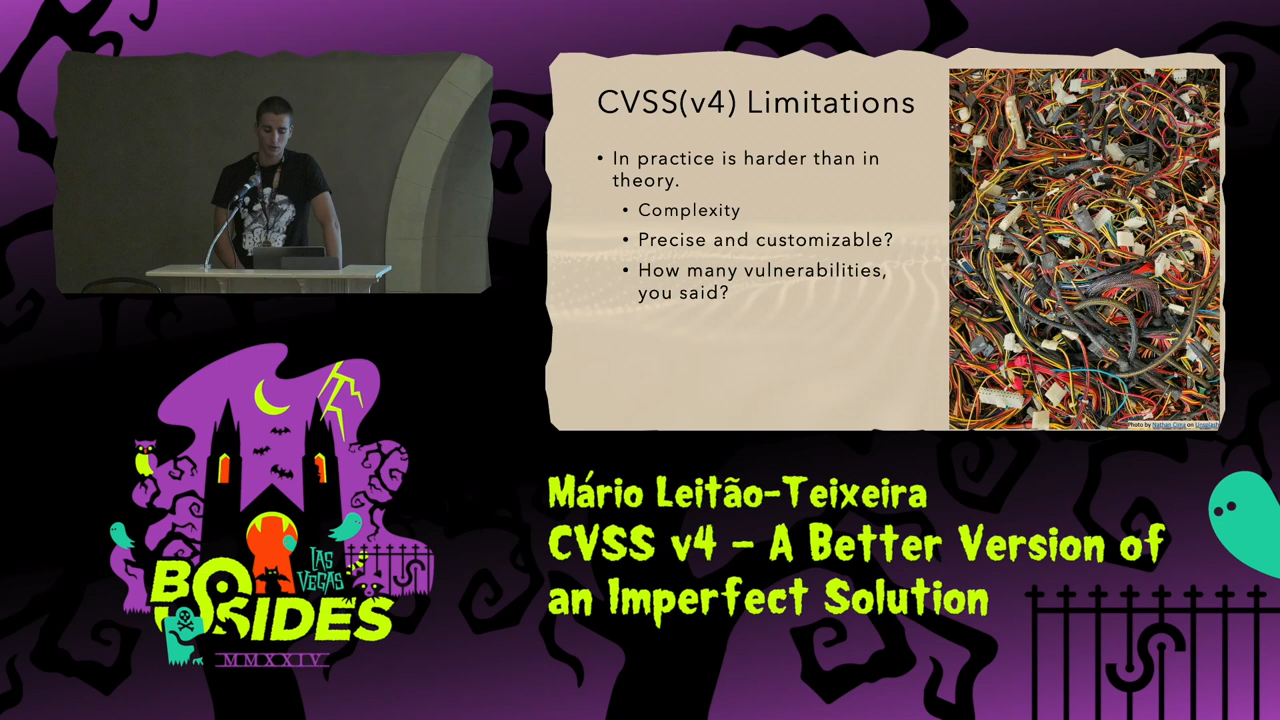 CVSS(v4) Limitations
• In practice is harder than in
theory.
• Complexity
• Precise and customizable?
• How many vulnerabilities,
you said?
Photo by Nathan Cima on Unsplash
LAS
VEGAS
BSIDES
MMXXIV
Mário Leitão-Teixeira
CVSS v4 - A Better Version of
an Imperfect Solution